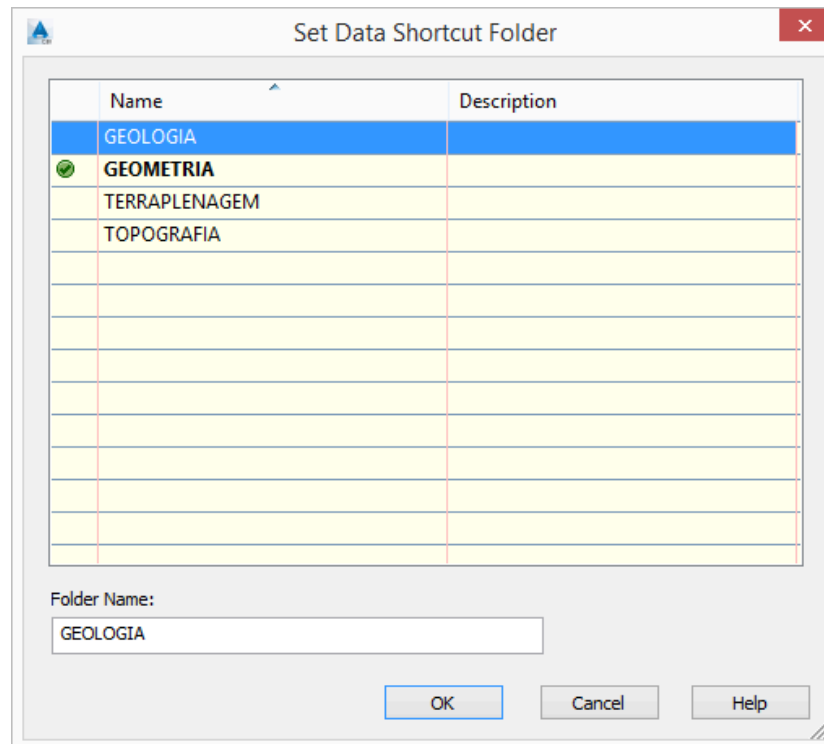 Set Data Shortcut Folder
Name Description
GEOLOGIA
GEOMETRIA
TERRAPLENAGEM
TOPOGRAFIA
Folder Name:
GEOLOGIA
OK Cancel Help